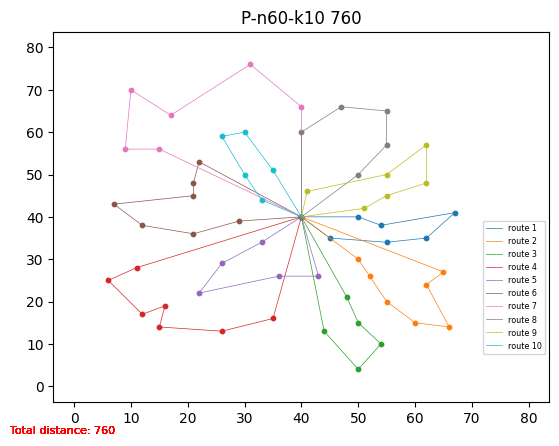 P-n60-k10 760
80
70
60
50
40
30
20
10
0
route 1
route 2
route 3
route 4
route 5
route 6
route 7
route 8
route 9
route 10
0 10 20 30 40 50 60 70 80
Total distance: 760